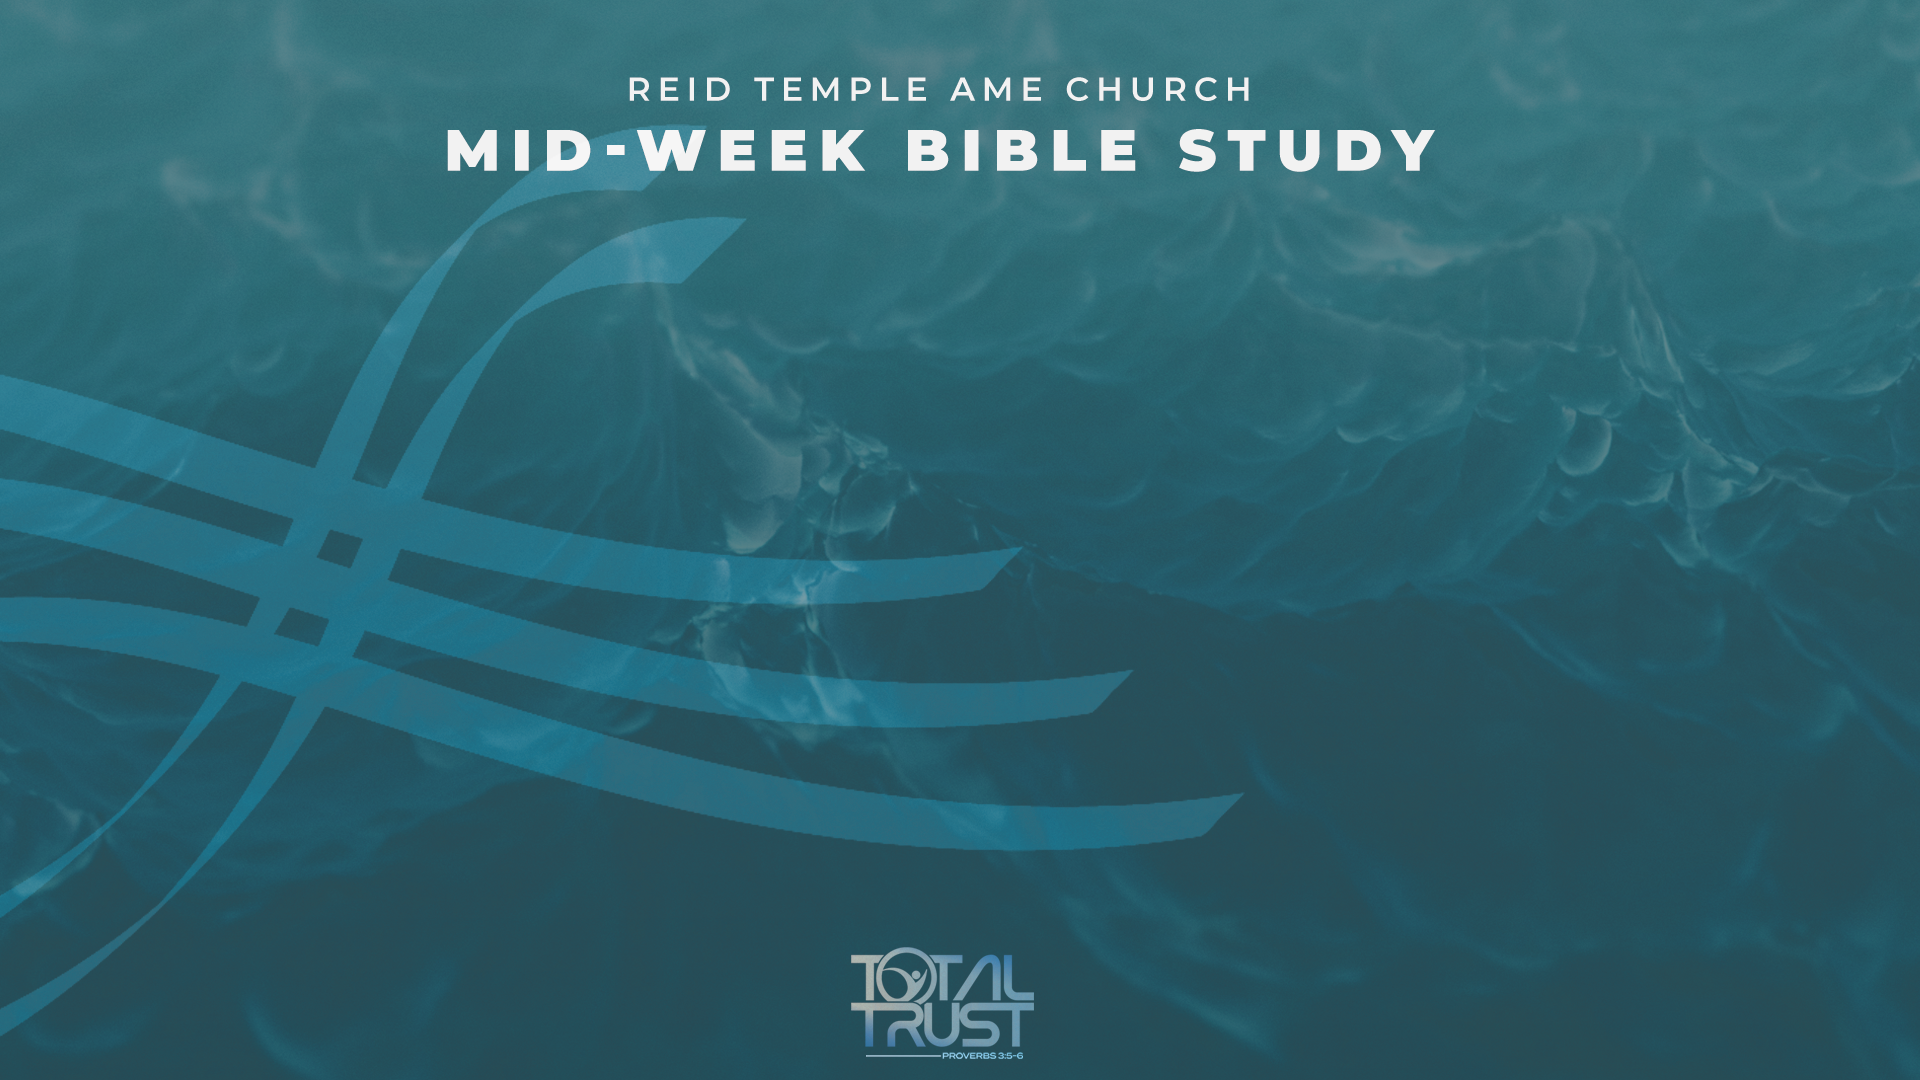 REID TEMPLE AME CHURCH
MID-WEEK BIBLE STUDY
TOTAL
TRUST
PROVERBS 3:5-6